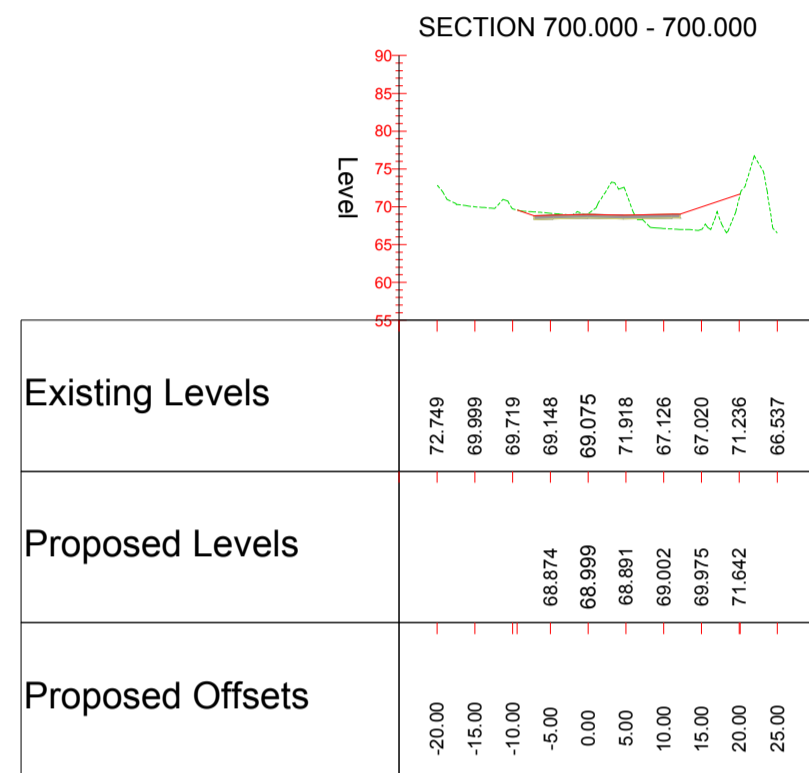 SECTION 700.000 - 700.000
Level
90
85
80
75
70
65
60
55
Existing Levels
72.749 69.999 69.719 69.148 69.075 71.918 67.126 67.020 71.236 66.537
Proposed Levels
68.874 68.999 68.891 69.002 69.975 71.642
Proposed Offsets
-20.00 -15.00 -10.00 -5.00 0.00 5.00 10.00 15.00 20.00 25.00